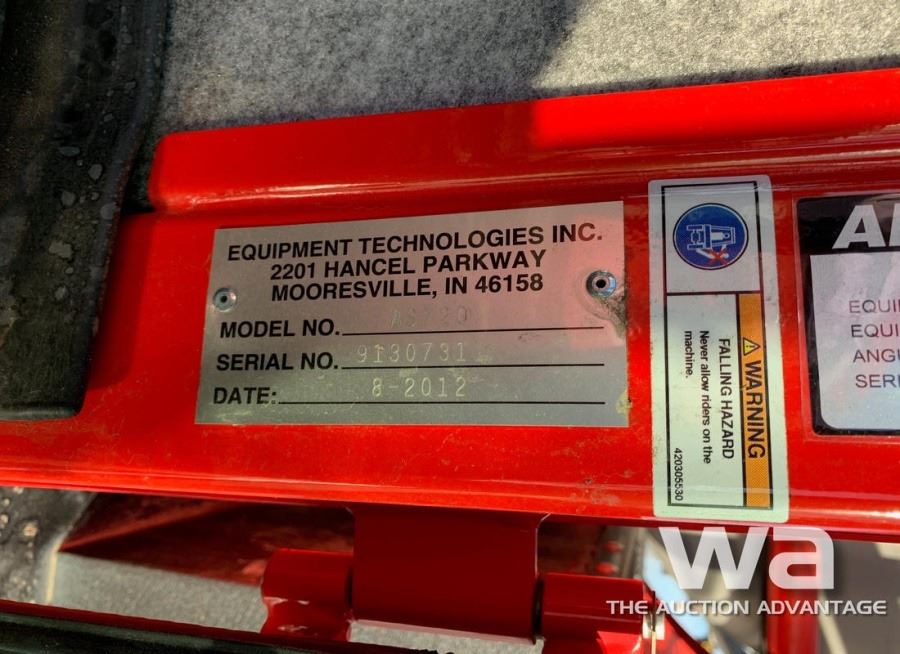 EQUIPMENT TECHNOLOGIES INC.
2201 HANCEL PARKWAY
MOORESVILLE, IN 46158
MODEL NO.
SERIAL NO. 9130731
DATE: 8-2012
WARNING
FALLING HAZARD
Never allow riders on the
machine.
420305530
EQUI
EQUI
ANGU
SERI
wa
THE AUCTION ADVANTAGE